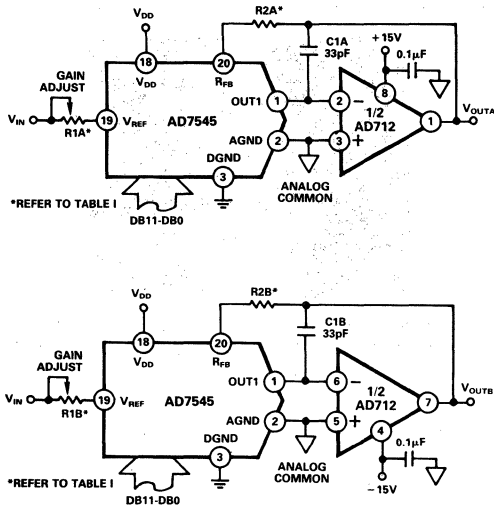 R2A*
VDD
C1A
33pF
+15V
0.1µF
GAIN
ADJUST
18
VDD
20
RFB
8
VIN
R1A*
19
VREF
AD7545
OUT1
1
2
−
1/2
AD712
1
VOUTA
AGND
2
3
+
DGND
3
ANALOG
COMMON
*REFER TO TABLE I
DB11-DB0
R2B*
VDD
C1B
33pF
GAIN
ADJUST
18
VDD
20
RFB
VIN
R1B*
19
VREF
AD7545
OUT1
1
6
−
1/2
AD712
7
VOUTB
AGND
2
5
+
4
0.1µF
DGND
3
ANALOG
COMMON
−15V
*REFER TO TABLE I
DB11-DB0